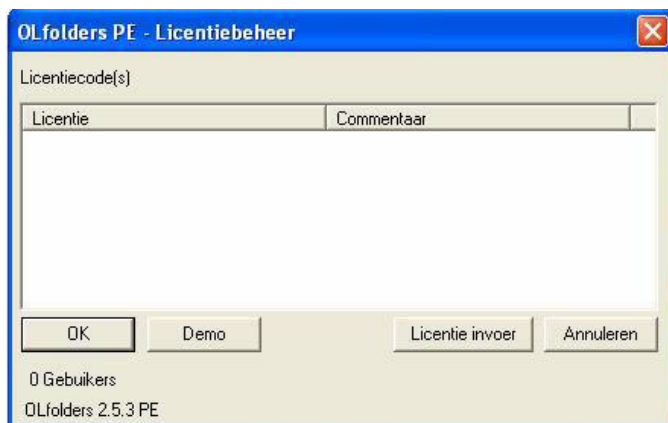 OLfolders PE - Licentiebeheer
Licentiecode(s)
Licentie Commentaar
OK Demo Licentie invoer Annuleren
0 Gebuikers
OLfolders 2.5.3 PE